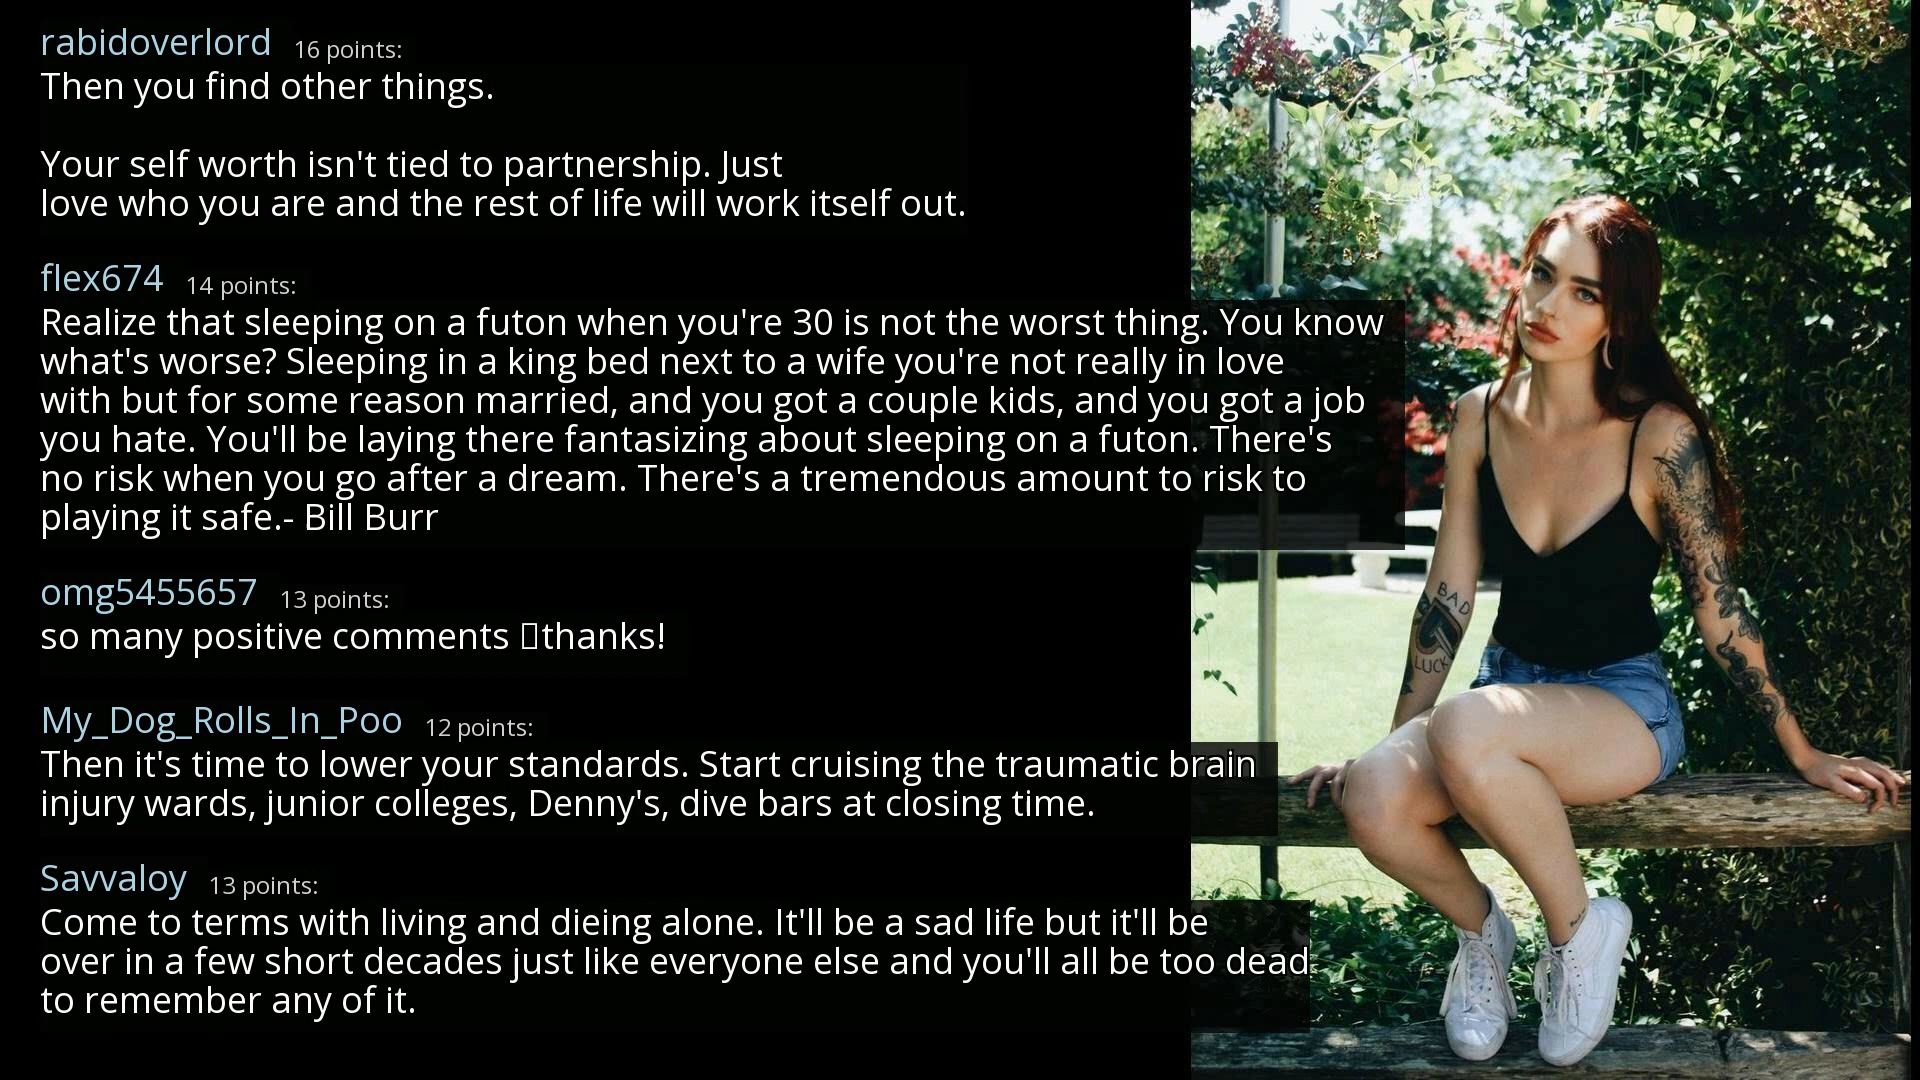 rabidoverlord 16 points:
Then you find other things.
Your self worth isn't tied to partnership. Just
love who you are and the rest of life will work itself out.
flex674 14 points:
Realize that sleeping on a futon when you're 30 is not the worst thing. You know
what's worse? Sleeping in a king bed next to a wife you're not really in love
with but for some reason married, and you got a couple kids, and you got a job
you hate. You'll be laying there fantasizing about sleeping on a futon. There's
no risk when you go after a dream. There's a tremendous amount to risk to
playing it safe.- Bill Burr
omg5455657 13 points:
so many positive comments thanks!
My_Dog_Rolls_In_Poo 12 points:
Then it's time to lower your standards. Start cruising the traumatic brain
injury wards, junior colleges, Denny's, dive bars at closing time.
Savvaloy 13 points:
Come to terms with living and dieing alone. It'll be a sad life but it'll be
over in a few short decades just like everyone else and you'll all be too dead
to remember any of it.
BAD
LUCK